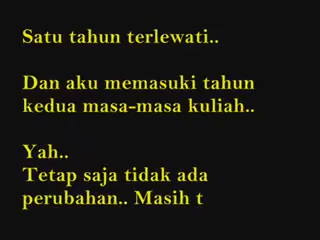 Satu tahun terlewati..
Dan aku memasuki tahun
kedua masa-masa kuliah..
Yah..
Tetap saja tidak ada
perubahan.. Masih t